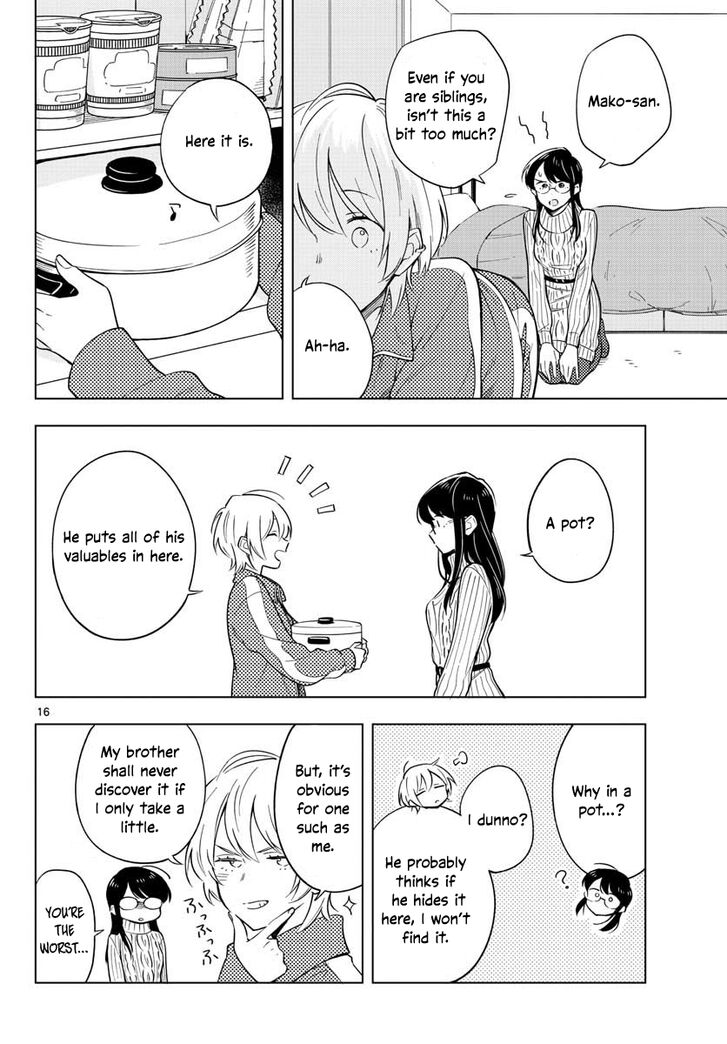 Mako-san.
Even if you
are siblings,
isn't this a
bit too much?
Ah-ha.
Here it is.
♪
A pot?
He puts all of his
valuables in here.
16
Why in a
pot...?
?
I dunno?
He probably
thinks if
he hides it
here, I won't
find it.
But, it's
obvious
for one
such as
me.
My brother
shall never
discover it if
I only take a
little.
ふっふっふ
YOU'RE
THE
WORST...